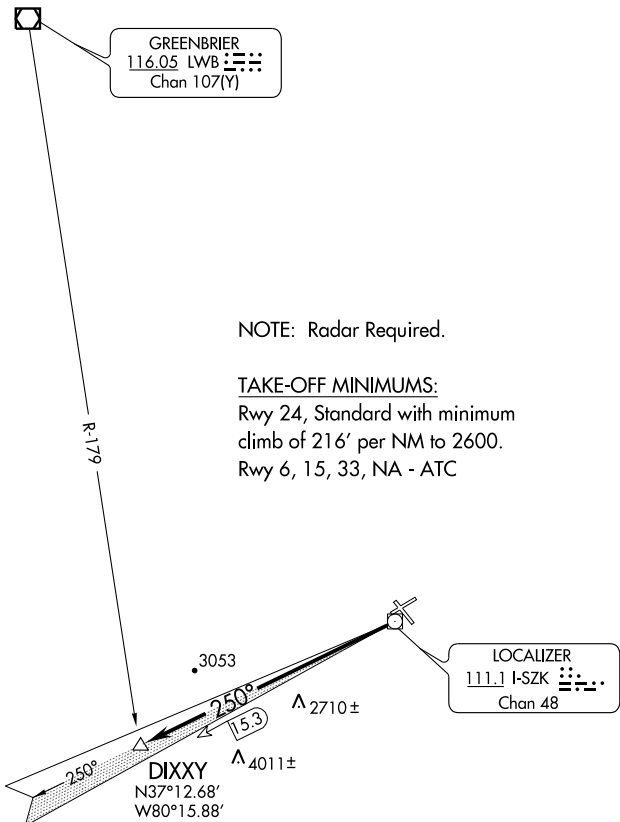 GREENBRIER
116.05 LWB
Chan 107(Y)
R-179
NOTE: Radar Required.
TAKE-OFF MINIMUMS:
Rwy 24, Standard with minimum
climb of 216' per NM to 2600.
Rwy 6, 15, 33, NA - ATC
LOCALIZER
111.1 I-SZK
Chan 48
3053
250°
2710±
15.3
4011±
250°
DIXXY
N37°12.68'
W80°15.88'